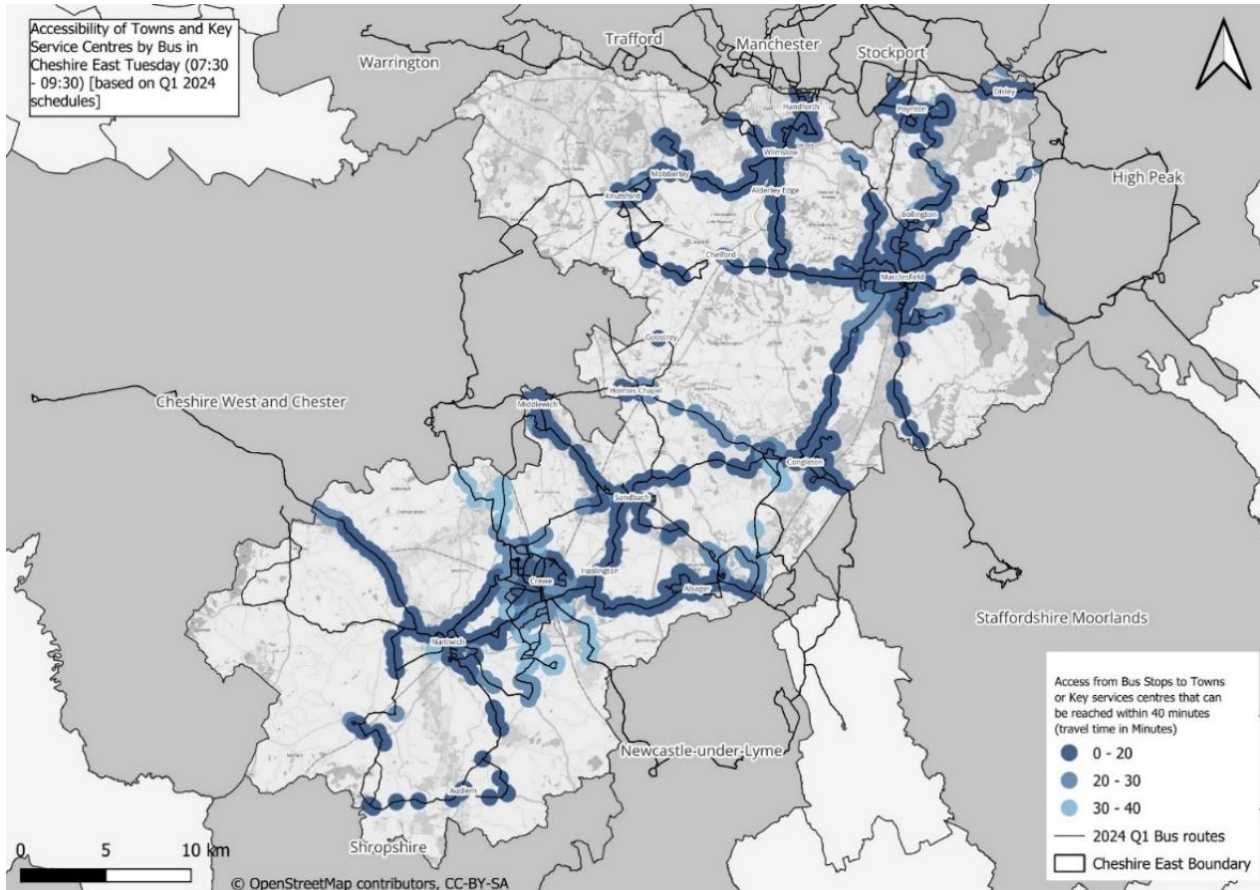 Accessibility of Towns and Key
Service Centres by Bus in
Cheshire East Tuesday (07:30
- 09:30) [based on Q1 2024
schedules]
Trafford
Manchester
Stockport
Warrington
Disley
Handforth
Poynton
Wilmslow
Mobberley
High Peak
Alderley Edge
Knutsford
Bollington
Chelford
Macclesfield
Goostrey
Holmes Chapel
Cheshire West and Chester
Middlewich
Congleton
Sandbach
Haslington
Crewe
Alsager
Staffordshire Moorlands
Nantwich
Newcastle-under-Lyme
Audlem
Shropshire
Access from Bus Stops to Towns
or Key services centres that can
be reached within 40 minutes
(travel time in Minutes)
0 - 20
20 - 30
30 - 40
2024 Q1 Bus routes
Cheshire East Boundary
0 5 10 km
© OpenStreetMap contributors, CC-BY-SA